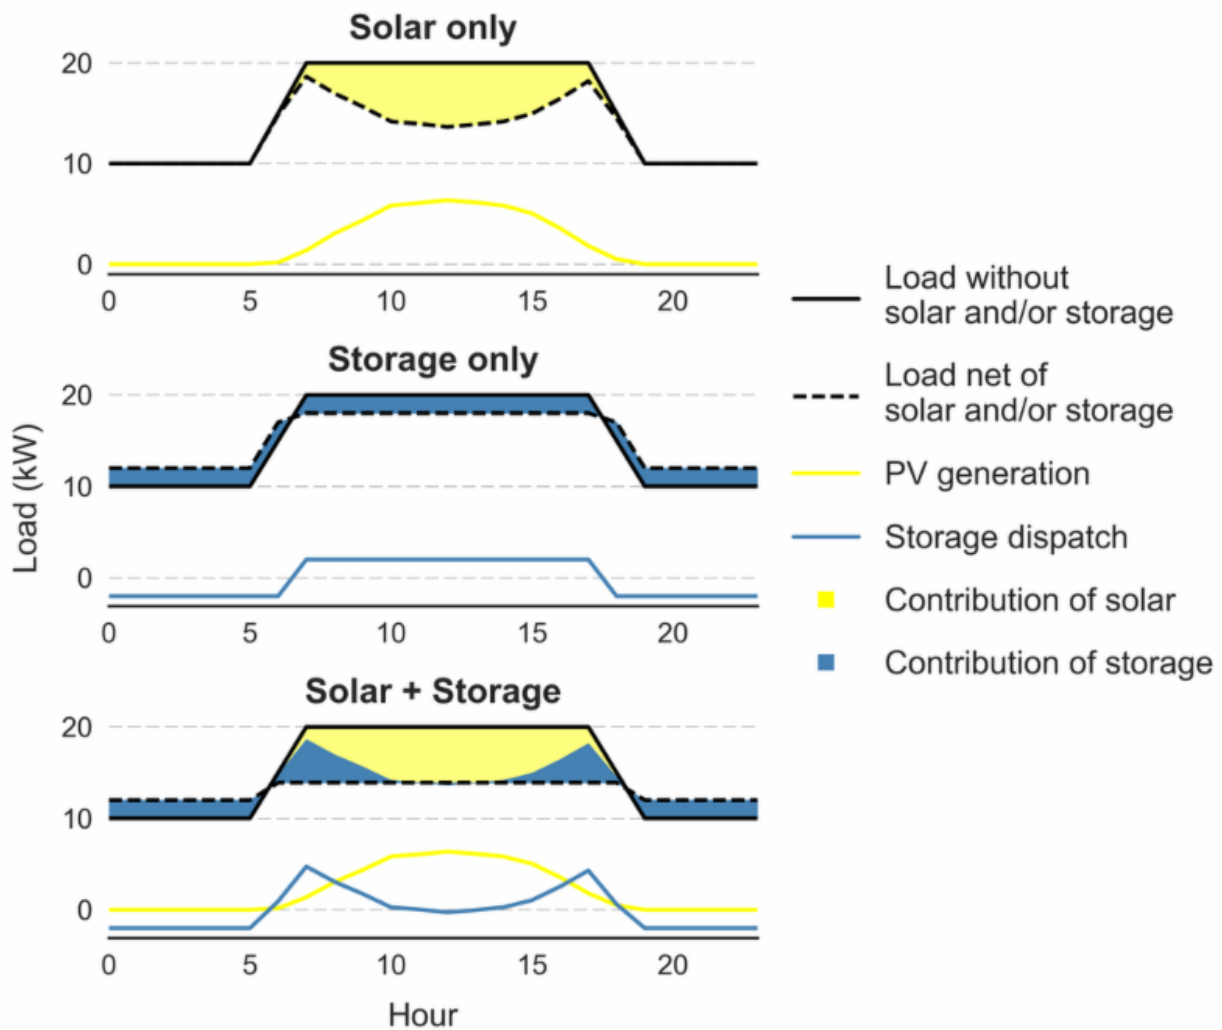 Solar only
20
10
0
0 5 10 15 20
Storage only
20
10
0
0 5 10 15 20
Solar + Storage
20
10
0
0 5 10 15 20
Hour
Load (kW)
Load without
solar and/or storage
Load net of
solar and/or storage
PV generation
Storage dispatch
Contribution of solar
Contribution of storage